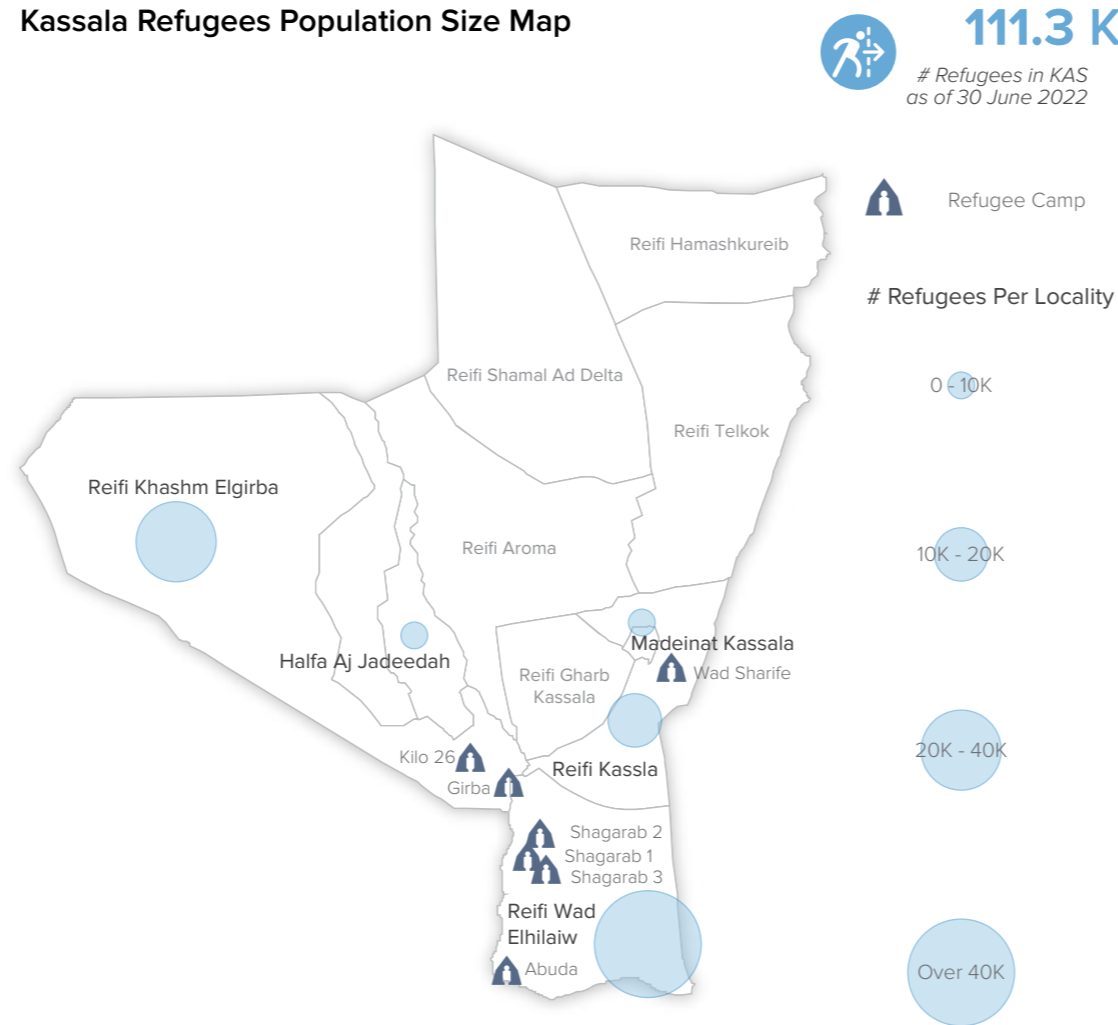 Kassala Refugees Population Size Map
111.3 K
# Refugees in KAS
as of 30 June 2022
Refugee Camp
# Refugees Per Locality
0 - 10K
10K - 20K
20K - 40K
Over 40K
Reifi Hamashkureib
Reifi Shamal Ad Delta
Reifi Telkok
Reifi Khashm Elgirba
Reifi Aroma
Halfa Aj Jadeedah
Madeinat Kassala
Reifi Gharb
Kassala
Wad Sharife
Kilo 26
Reifi Kassla
Girba
Shagarab 2
Shagarab 1
Shagarab 3
Reifi Wad
Elhilaiw
Abuda